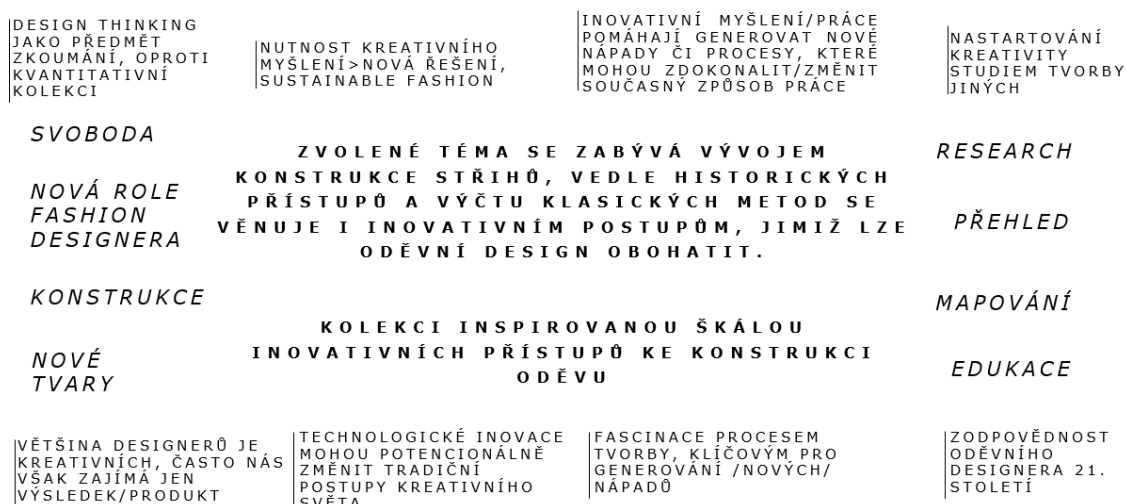 DESIGN THINKING
JAKO PŘEDMĚT
ZKOUMÁNÍ, OPROTI
KVANTITATIVNÍ
KOLEKCI
NUTNOST KREATIVNÍHO
MYŠLENÍ>NOVÁ ŘEŠENÍ,
SUSTAINABLE FASHION
INOVATIVNÍ MYŠLENÍ/PRÁCE
POMÁHAJÍ GENEROVAT NOVÉ
NÁPADY ČI PROCESY, KTERÉ
MOHOU ZDOKONALIT/ZMĚNIT
SOUČASNÝ ZPŮSOB PRÁCE
NASTARTOVÁNÍ
KREATIVITY
STUDIEM TVORBY
JINÝCH
SVOBODA
NOVÁ ROLE
FASHION
DESIGNERA
KONSTRUKCE
NOVÉ
TVARY
ZVOLENÉ TÉMA SE ZABÝVÁ VÝVOJEM
KONSTRUKCE STŘIHŮ, VEDLE HISTORICKÝCH
PŘÍSTUPŮ A VÝČTU KLASICKÝCH METOD SE
VĚNUJE I INOVATIVNÍM POSTUPŮM, JIMIŽ LZE
ODĚVNÍ DESIGN OBOHATIT.
KOLEKCI INSPIROVANOU ŠKÁLOU
INOVATIVNÍCH PŘÍSTUPŮ KE KONSTRUKCI
ODĚVU
RESEARCH
PŘEHLED
MAPOVÁNÍ
EDUKACE
VĚTŠINA DESIGNERŮ JE
KREATIVNÍCH, ČASTO NÁS
VŠAK ZAJÍMÁ JEN
VÝSLEDEK/PRODUKT
TECHNOLOGICKÉ INOVACE
MOHOU POTENCIONÁLNĚ
ZMĚNIT TRADIČNÍ
POSTUPY KREATIVNÍHO
SVĚTA
FASCINACE PROCESEM
TVORBY, KLÍČOVÝM PRO
GENEROVÁNÍ /NOVÝCH/
NÁPADŮ
ZODPOVĚDNOST
ODĚVNÍHO
DESIGNERA 21.
STOLETÍ